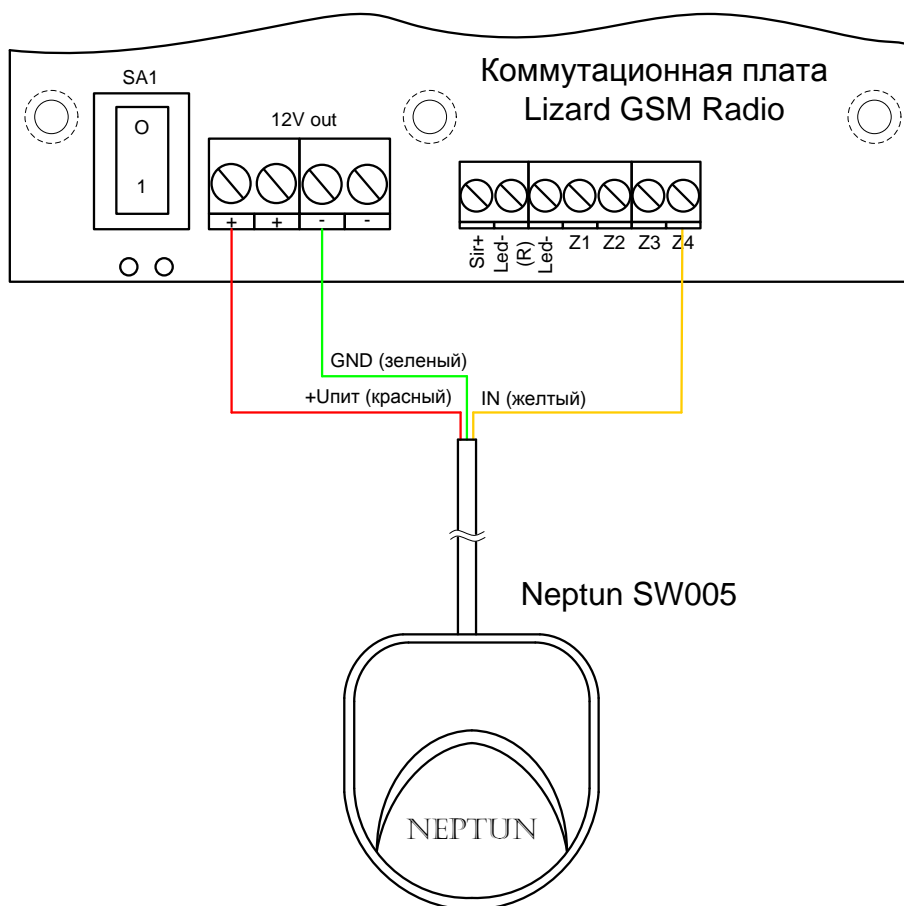 SA1
O
1
12V out
+ + - -
Коммутационная плата
Lizard GSM Radio
Sir+ Led- (R) Led- Z1 Z2 Z3 Z4
GND (зеленый)
+Uпит (красный)
IN (желтый)
Neptun SW005
NEPTUN